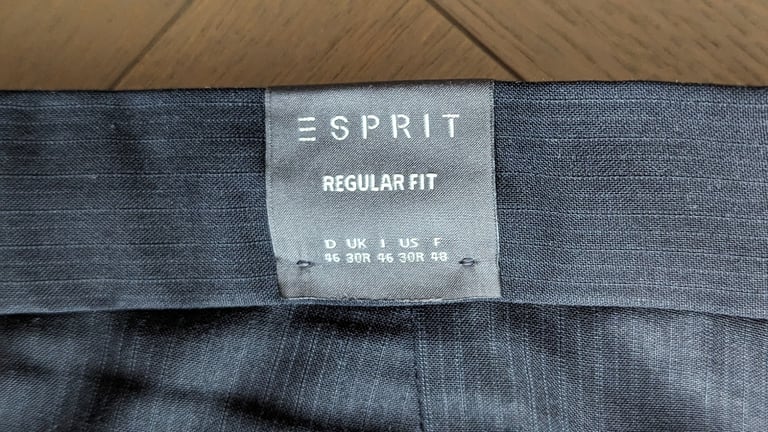 ESPRIT
REGULAR FIT
D UK I US F
46 30R 46 30R 48